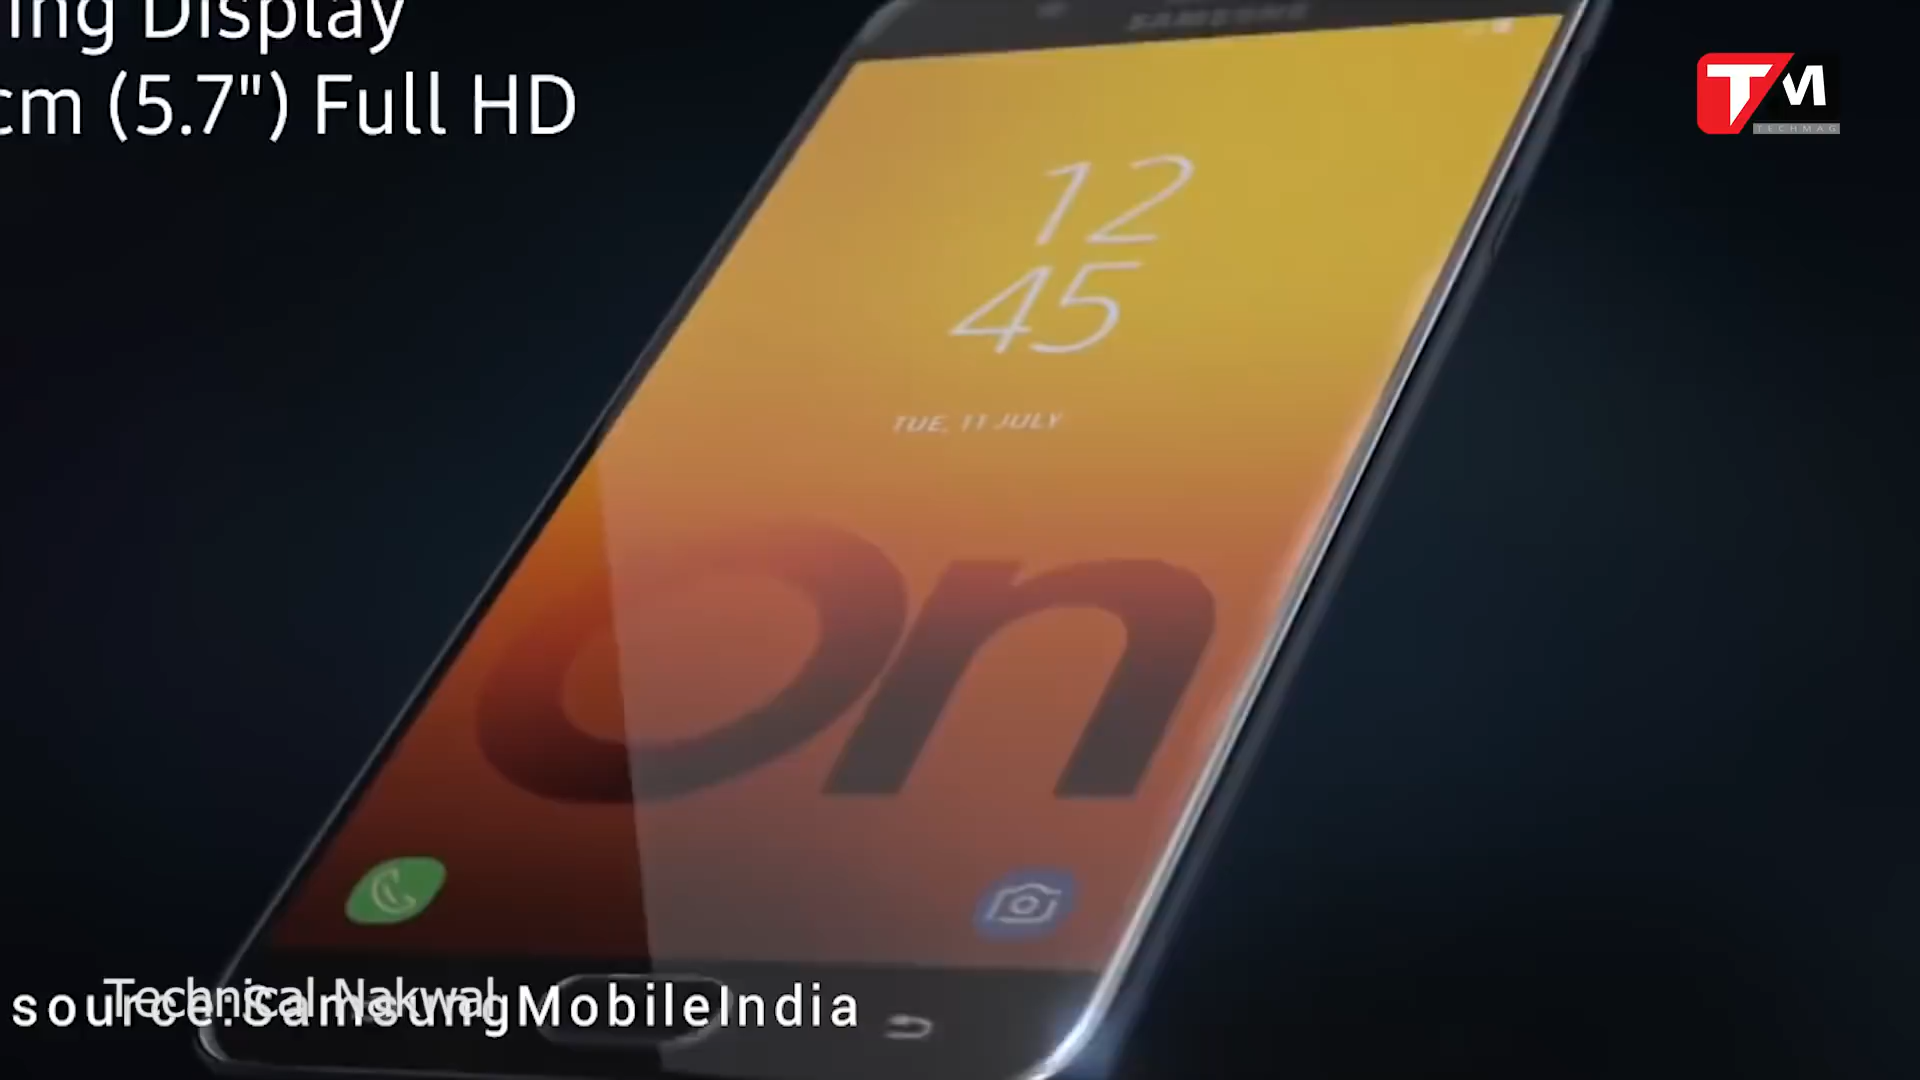 ing Display
cm (5.7") Full HD
SAMSUNG
TM
TECHMAG
12
45
TUE, 11 JULY
On
Technical Nakwal
source:SamsungMobileIndia